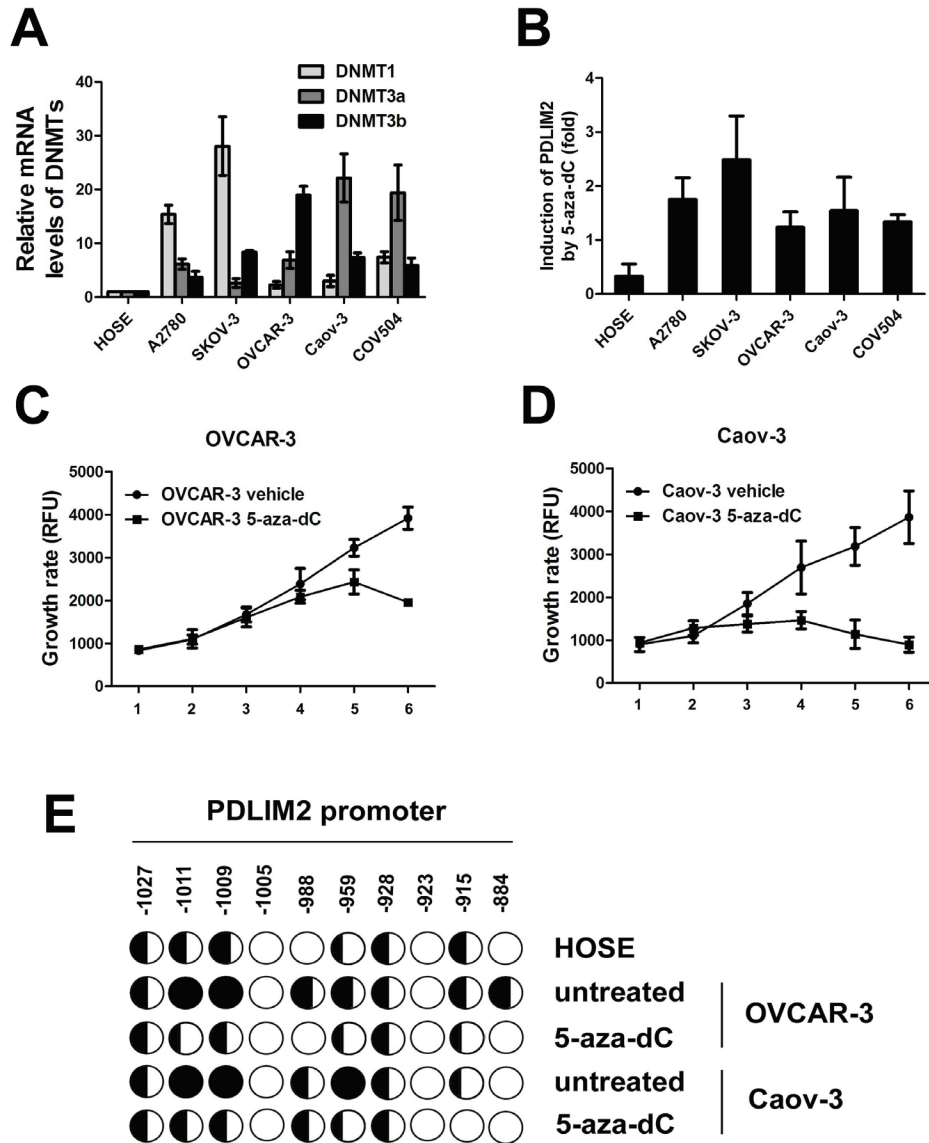 A
Relative mRNA
levels of DNMTs
DNMT1
DNMT3a
DNMT3b
40
30
20
10
0
HOSE
A2780
SKOV-3
OVCAR-3
Caov-3
COV504
B
Induction of PDLIM2
by 5-aza-dC (fold)
4
3
2
1
0
HOSE
A2780
SKOV-3
OVCAR-3
Caov-3
COV504
C
OVCAR-3
Growth rate (RFU)
5000
4000
3000
2000
1000
0
OVCAR-3 vehicle
OVCAR-3 5-aza-dC
1 2 3 4 5 6
D
Caov-3
Growth rate (RFU)
5000
4000
3000
2000
1000
0
Caov-3 vehicle
Caov-3 5-aza-dC
1 2 3 4 5 6
E
PDLIM2 promoter
-1027 -1011 -1009 -1005 -988 -959 -928 -923 -915 -884
HOSE
untreated
5-aza-dC
OVCAR-3
untreated
5-aza-dC
Caov-3